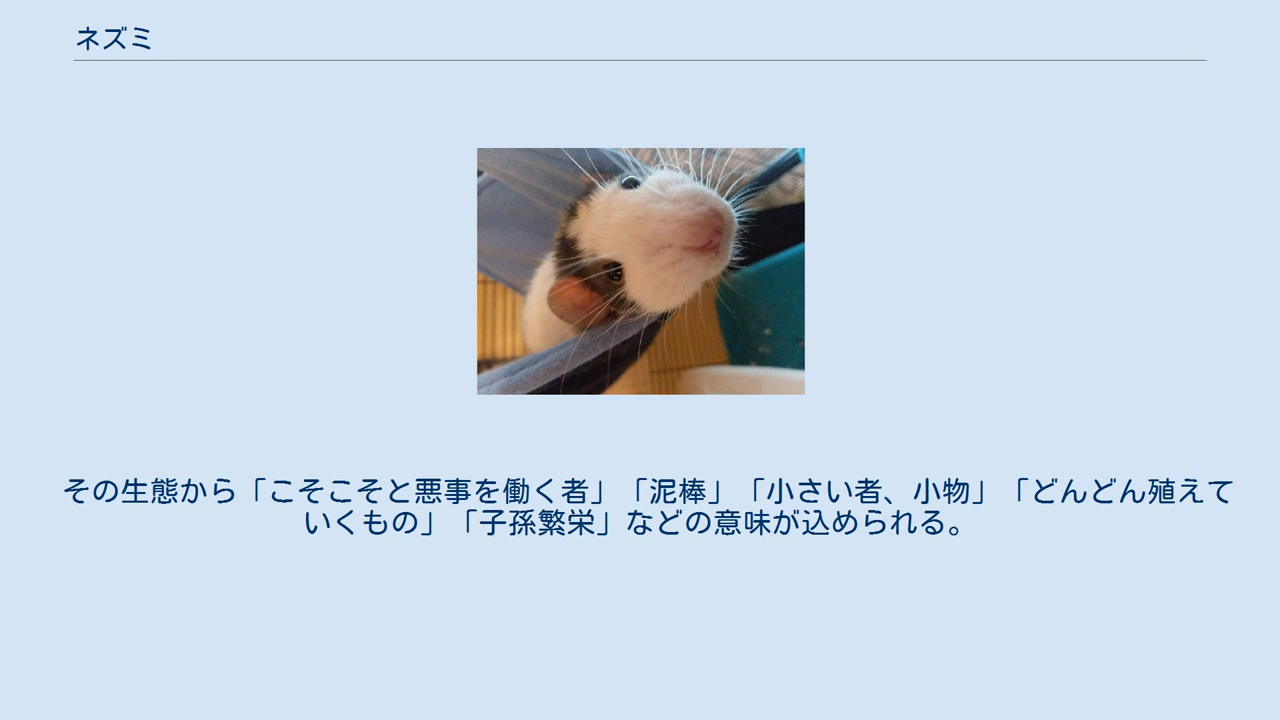 ネズミ
その生態から「こそこそと悪事を働く者」「泥棒」「小さい者、小物」「どんどん殖えて
いくもの」「子孫繁栄」などの意味が込められる。